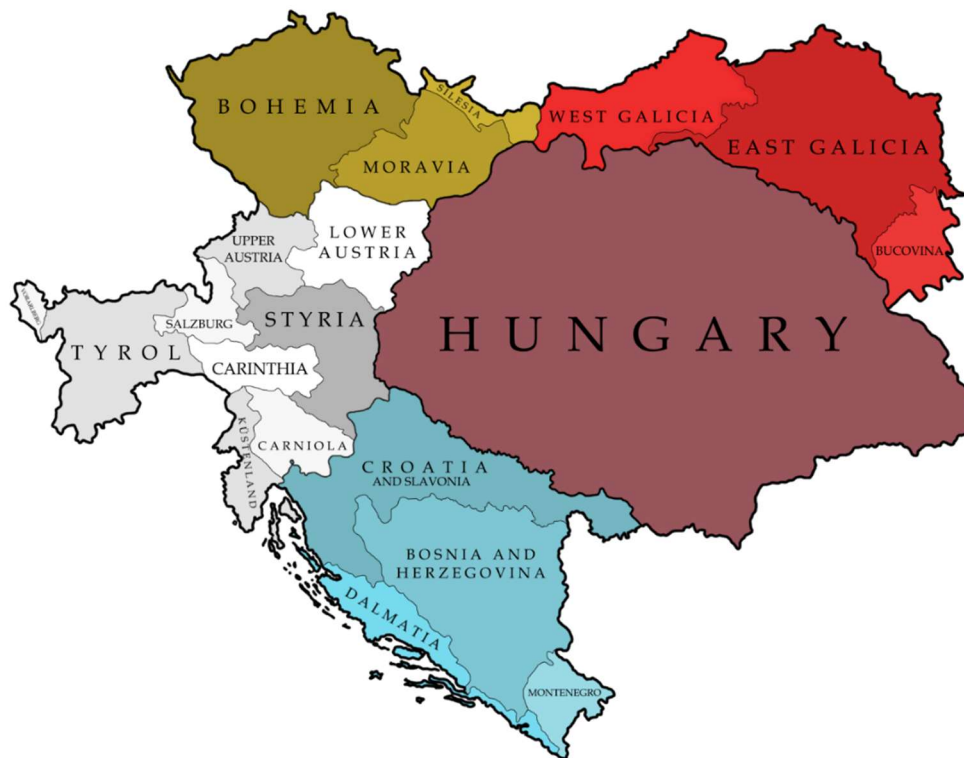 BOHEMIA
SILESIA
MORAVIA
WEST GALICIA
EAST GALICIA
BUCOVINA
UPPER
AUSTRIA
LOWER
AUSTRIA
VORARLBERG
TYROL
SALZBURG
STYRIA
CARINTHIA
HUNGARY
KÜSTENLAND
CARNIOLA
CROATIA
AND SLAVONIA
BOSNIA AND
HERZEGOVINA
DALMATIA
MONTENEGRO